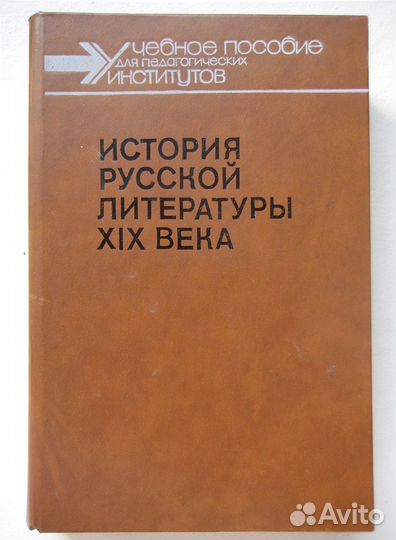 Учебное пособие
для педагогических
институтов
ИСТОРИЯ
РУССКОЙ
ЛИТЕРАТУРЫ
XIX ВЕКА
Avito